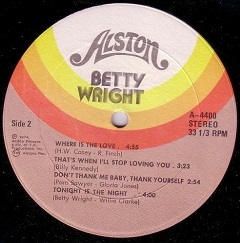 ALSTON
BETTY
WRIGHT
A-4400
Side 2
STEREO
33 1/3 RPM
WHERE IS THE LOVE 4:55
(H.W. Casey - R. Finch)
THAT'S WHEN I'LL STOP LOVING YOU 3:23
(Billy Kennedy)
DON'T THANK ME BABY, THANK YOURSELF 2:54
(Pam Sawyer - Gloria Jones)
TONIGHT IS THE NIGHT 4:00
(Betty Wright - Willie Clarke)